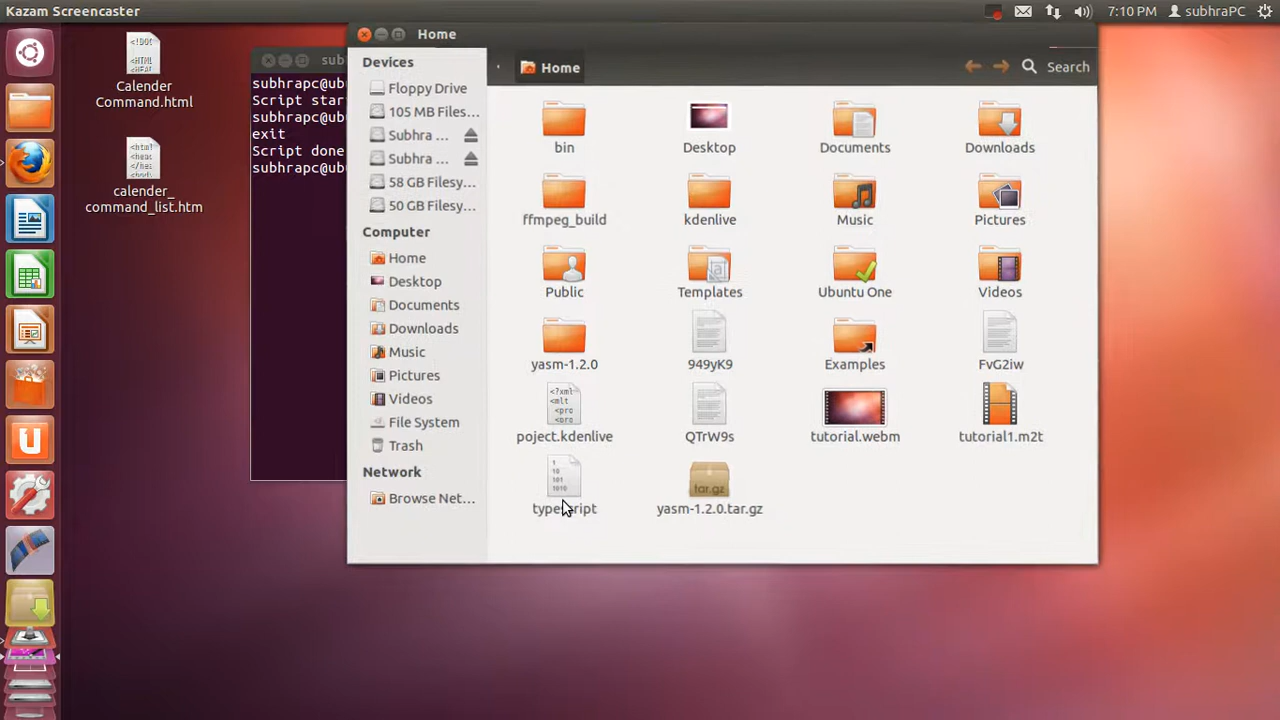 Kazam Screencaster
7:10 PM
subhraPC
Calender
Command.html
calender_
command_list.htm
sub
subhrapc@ub
Script star
subhrapc@ub
exit
Script done
subhrapc@ub
Home
Devices
Floppy Drive
105 MB Files...
Subhra ...
Subhra ...
58 GB Filesy...
50 GB Filesy...
Computer
Home
Desktop
Documents
Downloads
Music
Pictures
Videos
File System
Trash
Network
Browse Net...
Home
Search
bin
Desktop
Documents
Downloads
ffmpeg_build
kdenlive
Music
Pictures
Public
Templates
Ubuntu One
Videos
yasm-1.2.0
949yK9
Examples
FvG2iw
poject.kdenlive
QTrW9s
tutorial.webm
tutorial1.m2t
typescript
tar.gz
yasm-1.2.0.tar.gz